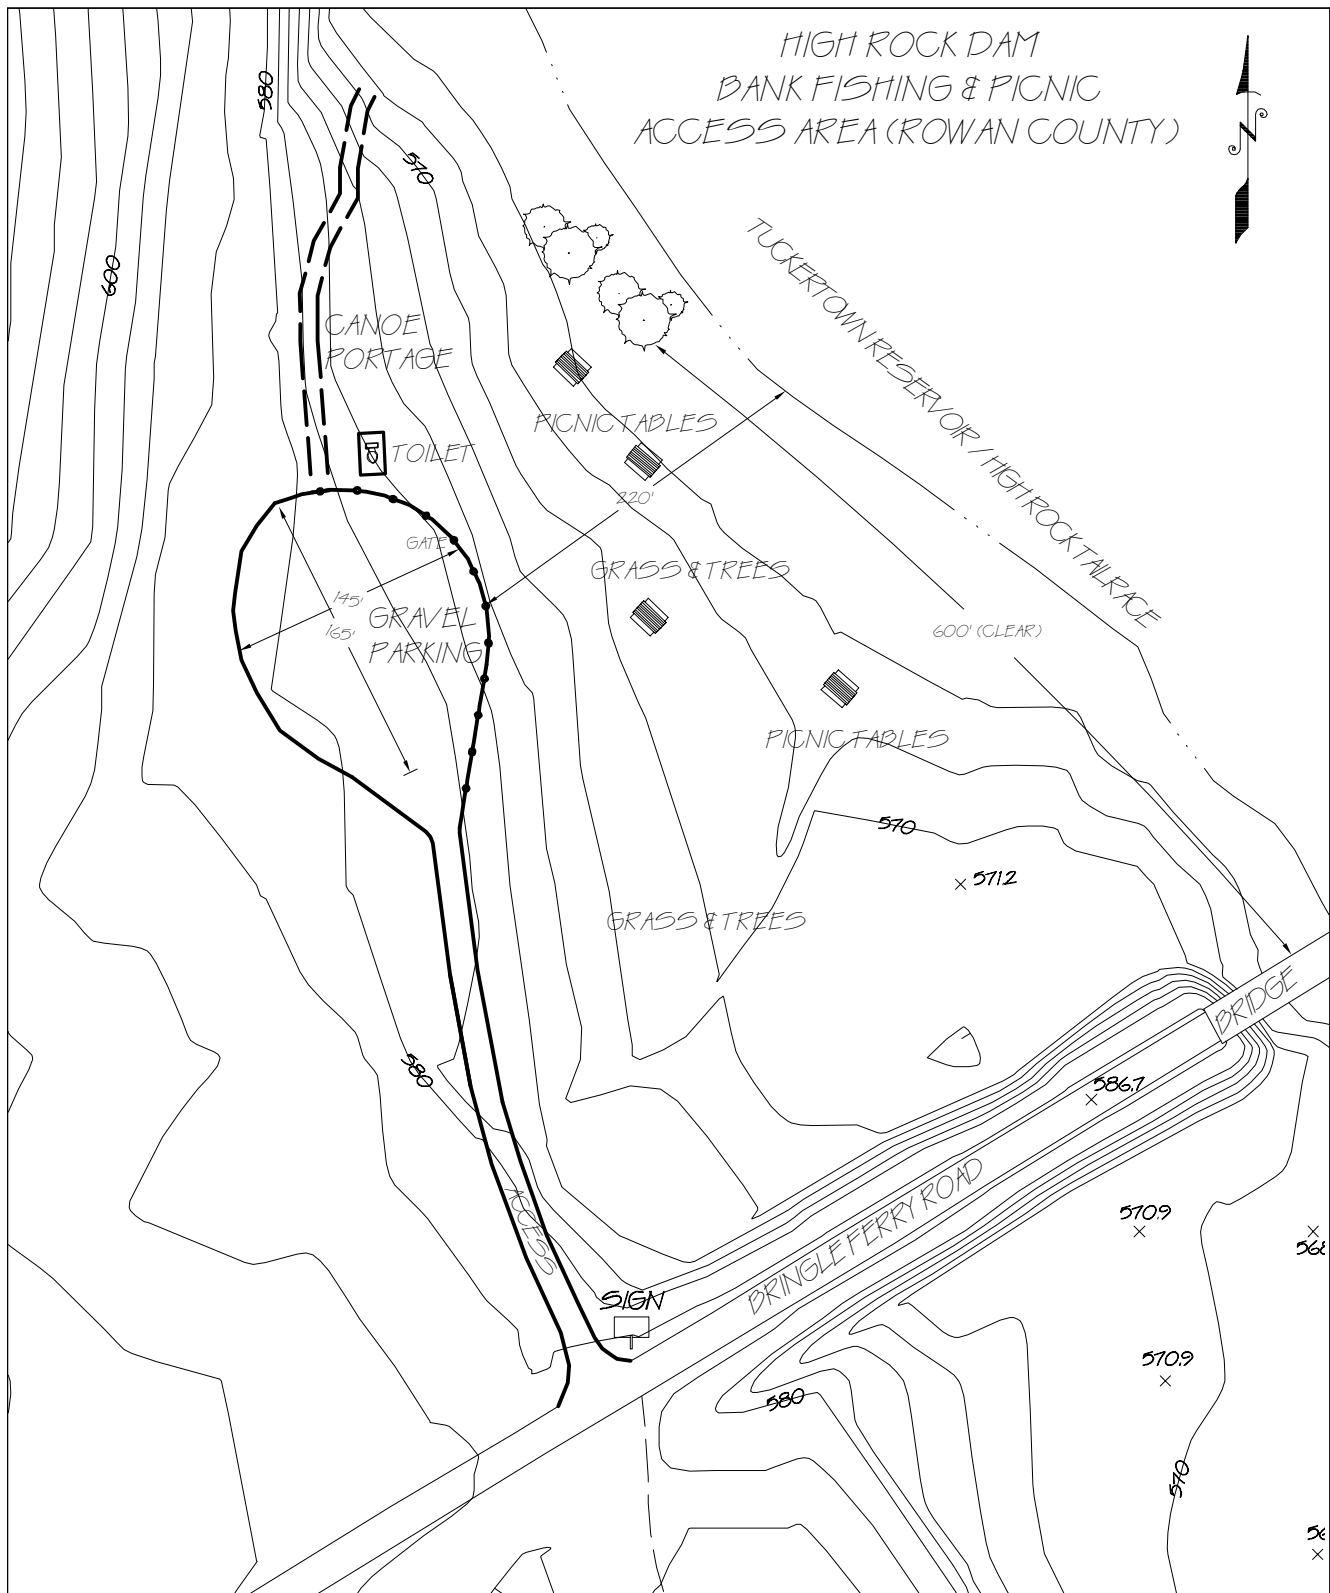 HIGH ROCK DAM
BANK FISHING & PICNIC
ACCESS AREA (ROWAN COUNTY)
N
580
570
600
TUCKERTOWN RESERVOIR / HIGH ROCK TAILRACE
CANOE
PORTAGE
PICNIC TABLES
TOILET
220'
GATE
GRASS & TREES
145'
165'
GRAVEL
PARKING
600' (CLEAR)
PICNIC TABLES
570
571.2
GRASS & TREES
BRIDGE
580
586.7
ACCESS
BRINGLE FERRY ROAD
570.9
SIGN
570.9
580
570